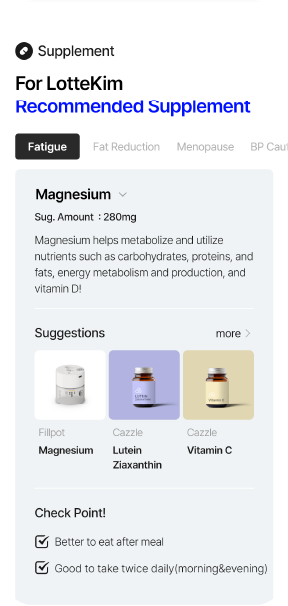 Supplement
For LotteKim
Recommended Supplement
Fatigue Fat Reduction Menopause BP Cau
Magnesium
Sug. Amount : 280mg
Magnesium helps metabolize and utilize
nutrients such as carbohydrates, proteins, and
fats, energy metabolism and production, and
vitamin D!
Suggestions more
LUTEIN
Vitamin C
Fillpot Cazzle Cazzle
Magnesium Lutein Vitamin C
Ziaxanthin
Check Point!
Better to eat after meal
Good to take twice daily(morning&evening)